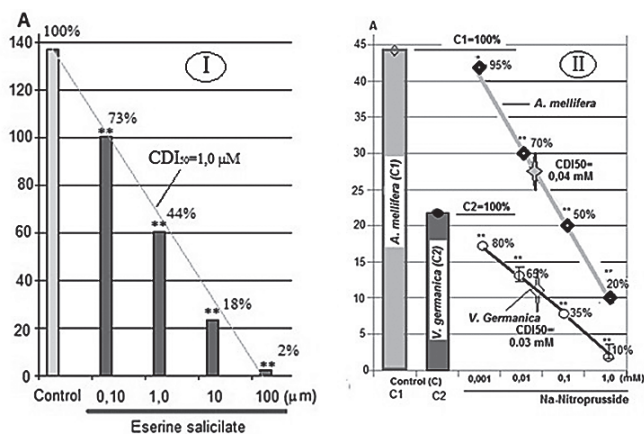 A
100%
I
140
120
100
80
60
40
20
0
73%
**
CDI50=1,0 µM
44%
**
18%
**
2%
**
Control
0,10
1,0
10
100
(µm)
Eserine salicilate
A
II
45
40
35
30
25
20
15
10
5
0
C1=100%
* 95%
A. mellifera
** 70%
CDI50=
0,04 mM
C2=100%
** 50%
** 80%
** 65%
V. Germanica
CDI50=
0.03 mM
** 35%
** 20%
** 10%
A. mellifera (C1)
V. germanica (C2)
Control (C)
C1
C2
0,001
0,01
0,1
1,0
(mM)
Na-Nitroprusside